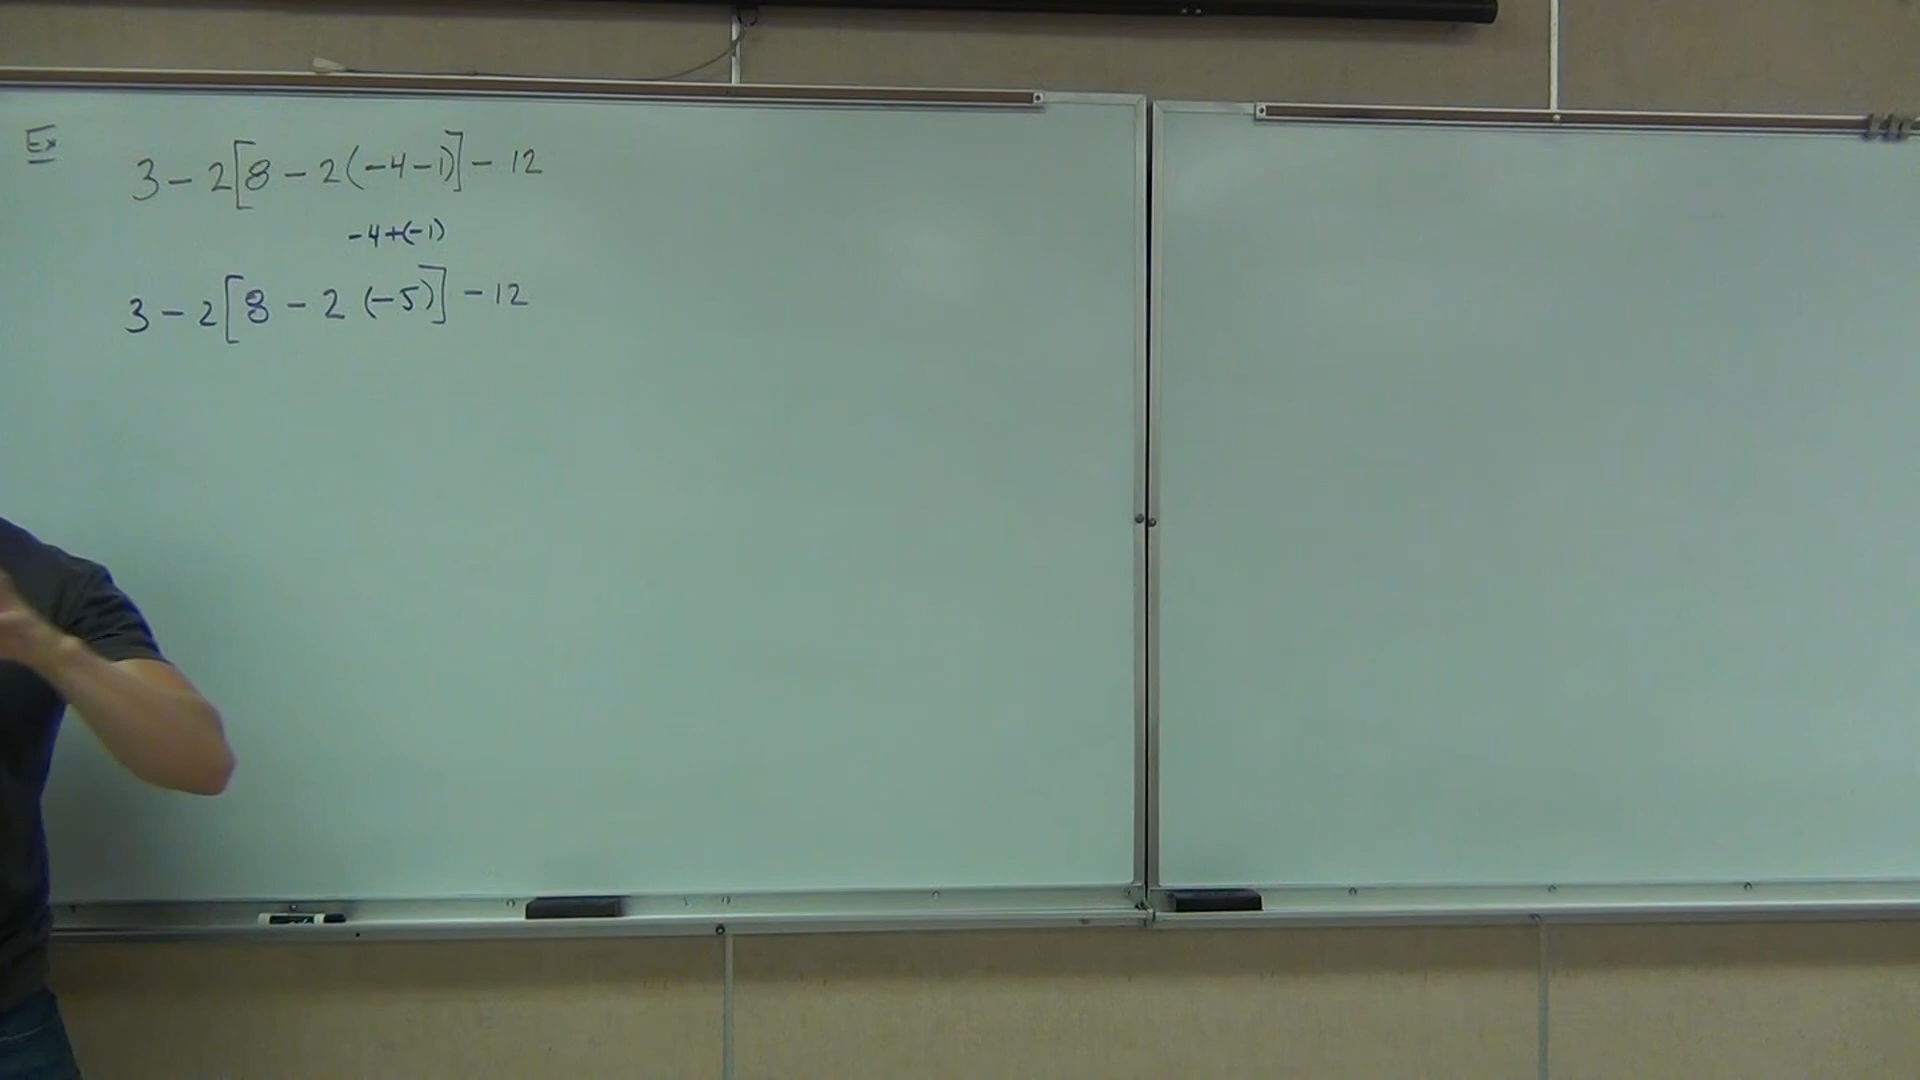 Ex
3 - 2[8 - 2(-4-1)] - 12
-4+(-1)
3 - 2[8 - 2 (-5)] - 12